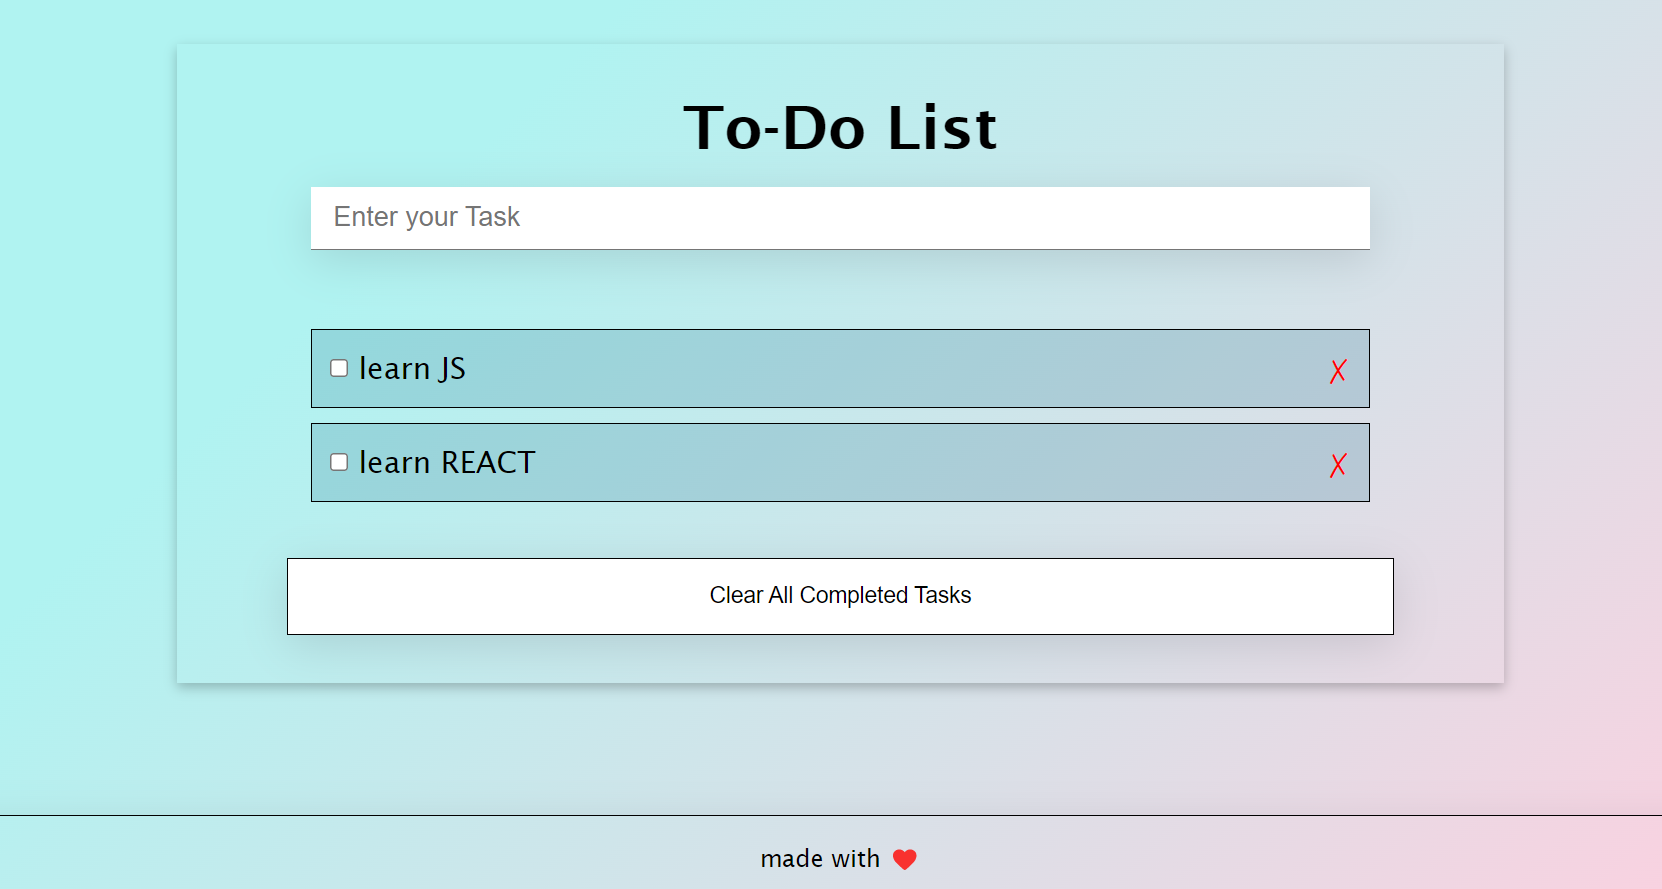 To-Do List
Enter your Task
learn JS
learn REACT
Clear All Completed Tasks
made with